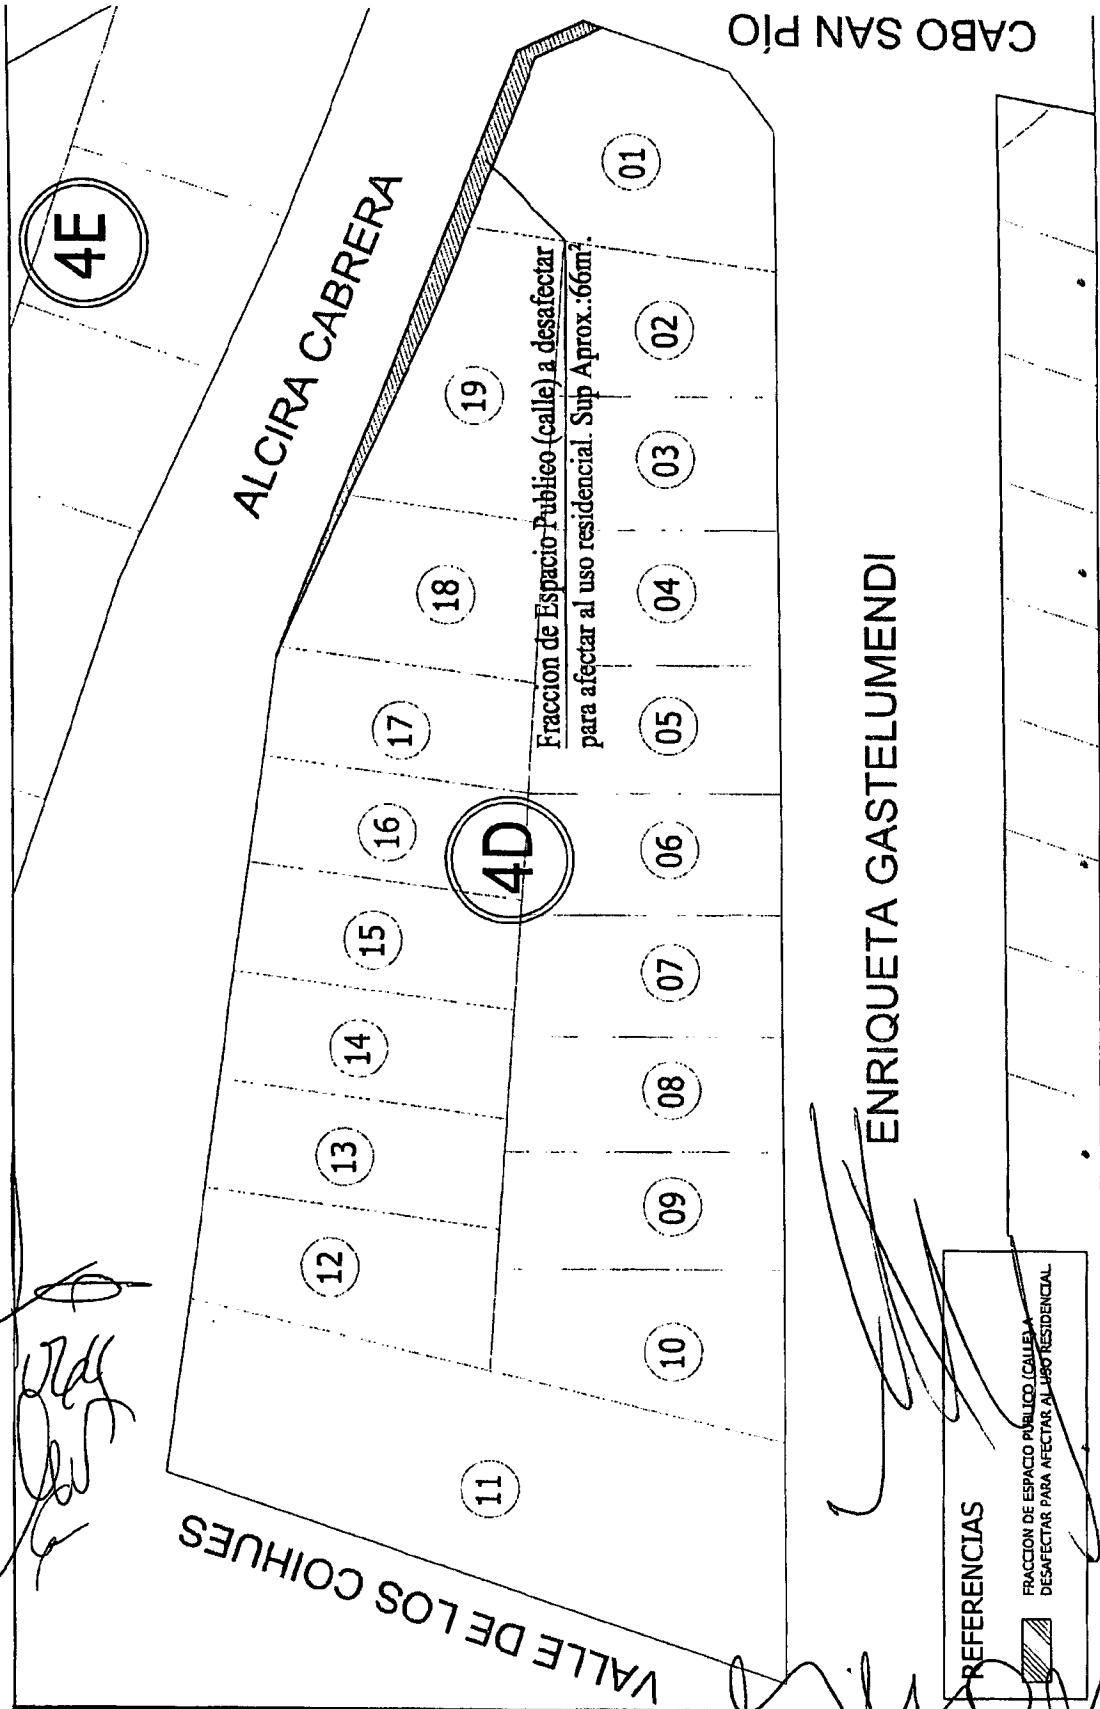 CABO SAN PÍO
4E
ALCIRA CABRERA
01
02
03
04
05
06
07
08
09
10
11
12
13
14
15
16
17
18
19
4D
Fraccion de Espacio Publico (calle) a desafectar
para afectar al uso residencial. Sup Aprox.:66m².
ENRIQUETA GASTELUMENDI
VALLE DE LOS COIHUES
REFERENCIAS
FRACCION DE ESPACIO PUBLICO (CALLE) A
DESAFECTAR PARA AFECTAR AL USO RESIDENCIAL.